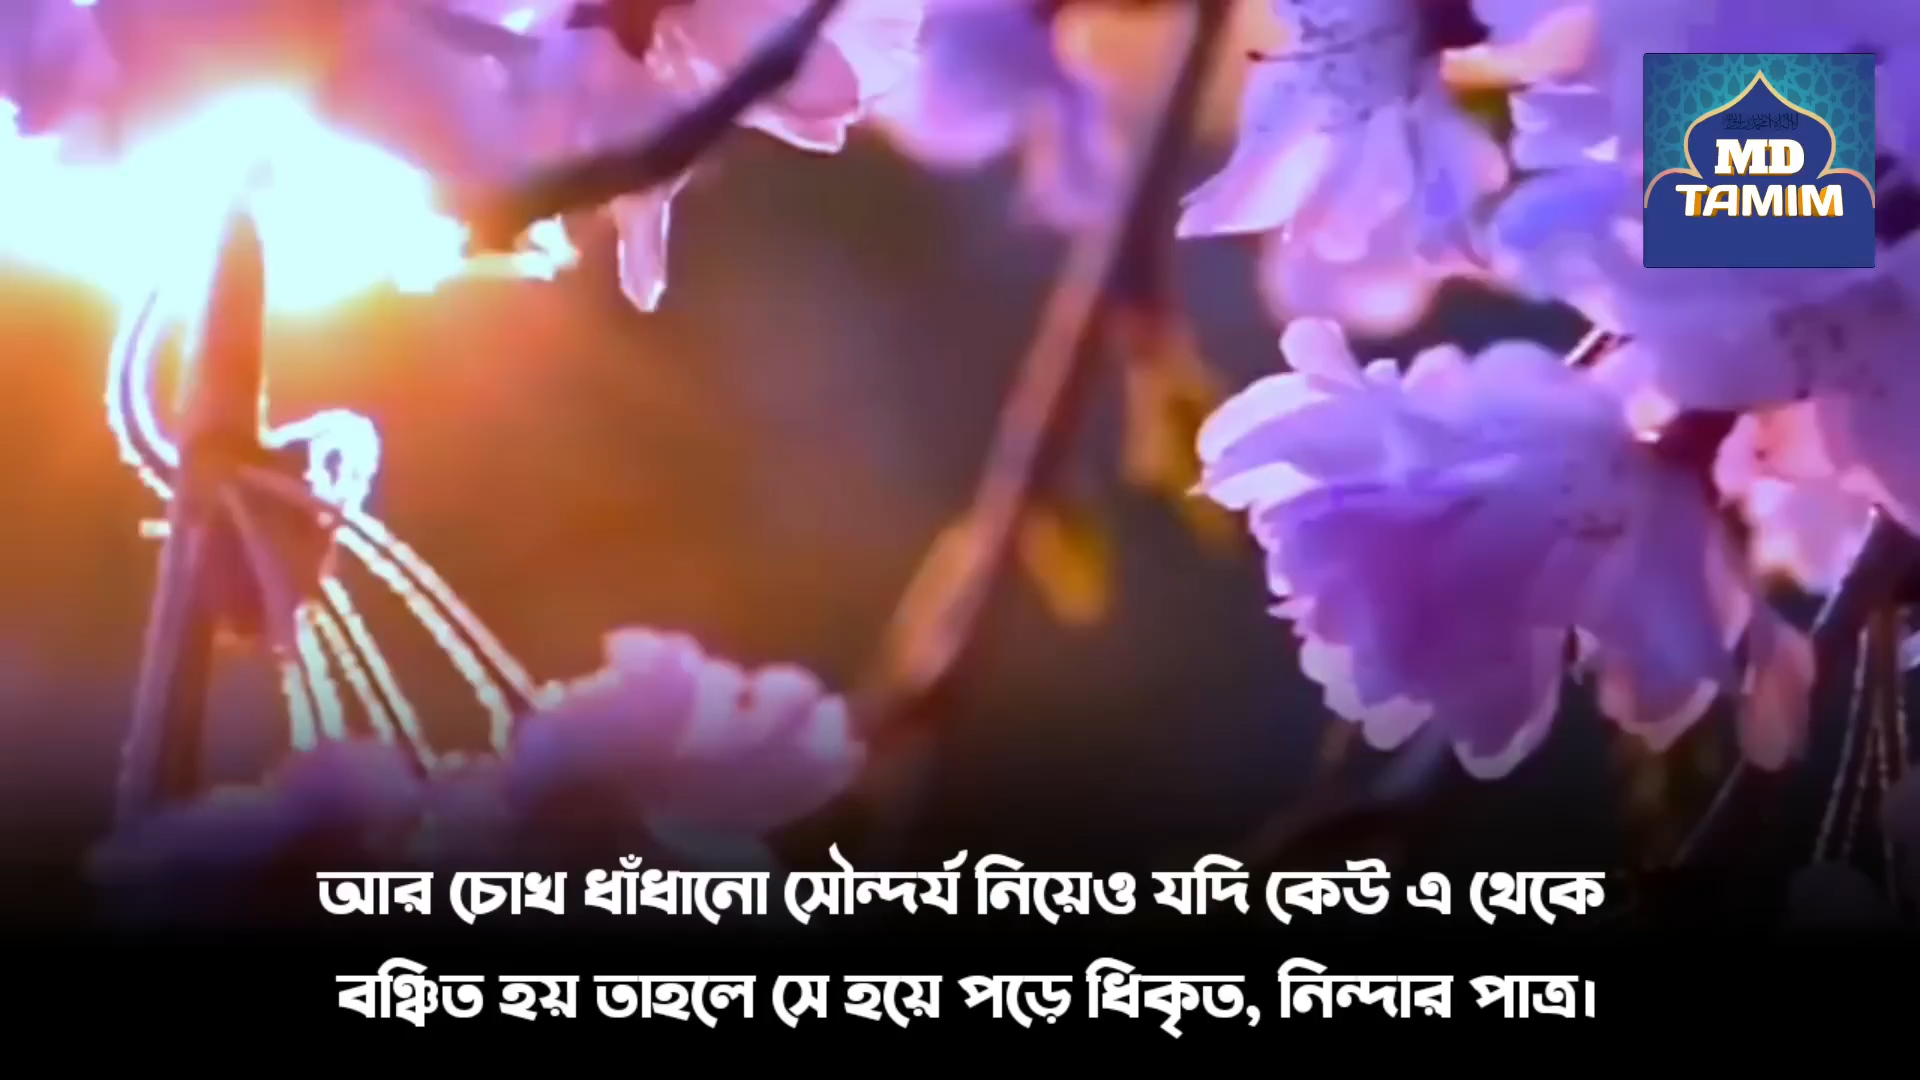 MD
TAMIM
আর চোখ ধাঁধানো সৌন্দর্য নিয়েও যদি কেউ এ থেকে
বঞ্চিত হয় তাহলে সে হয়ে পড়ে ধিকৃত, নিন্দার পাত্র।